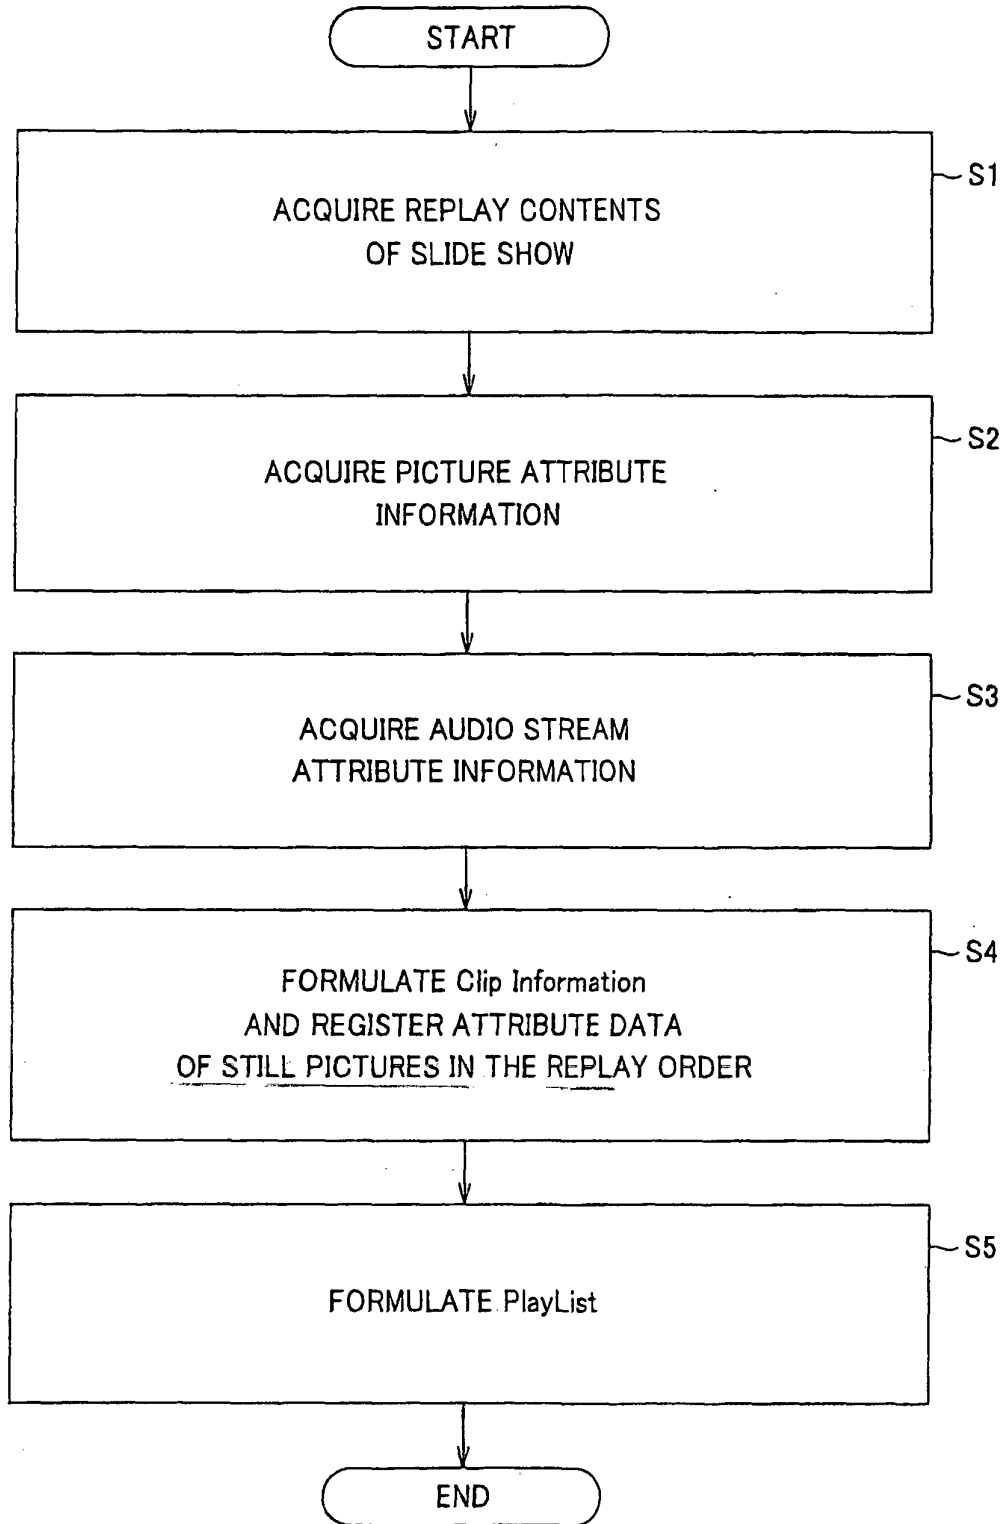 START
S1
ACQUIRE REPLAY CONTENTS
OF SLIDE SHOW
S2
ACQUIRE PICTURE ATTRIBUTE
INFORMATION
S3
ACQUIRE AUDIO STREAM
ATTRIBUTE INFORMATION
S4
FORMULATE Clip Information
AND REGISTER ATTRIBUTE DATA
OF STILL PICTURES IN THE REPLAY ORDER
S5
FORMULATE PlayList
END